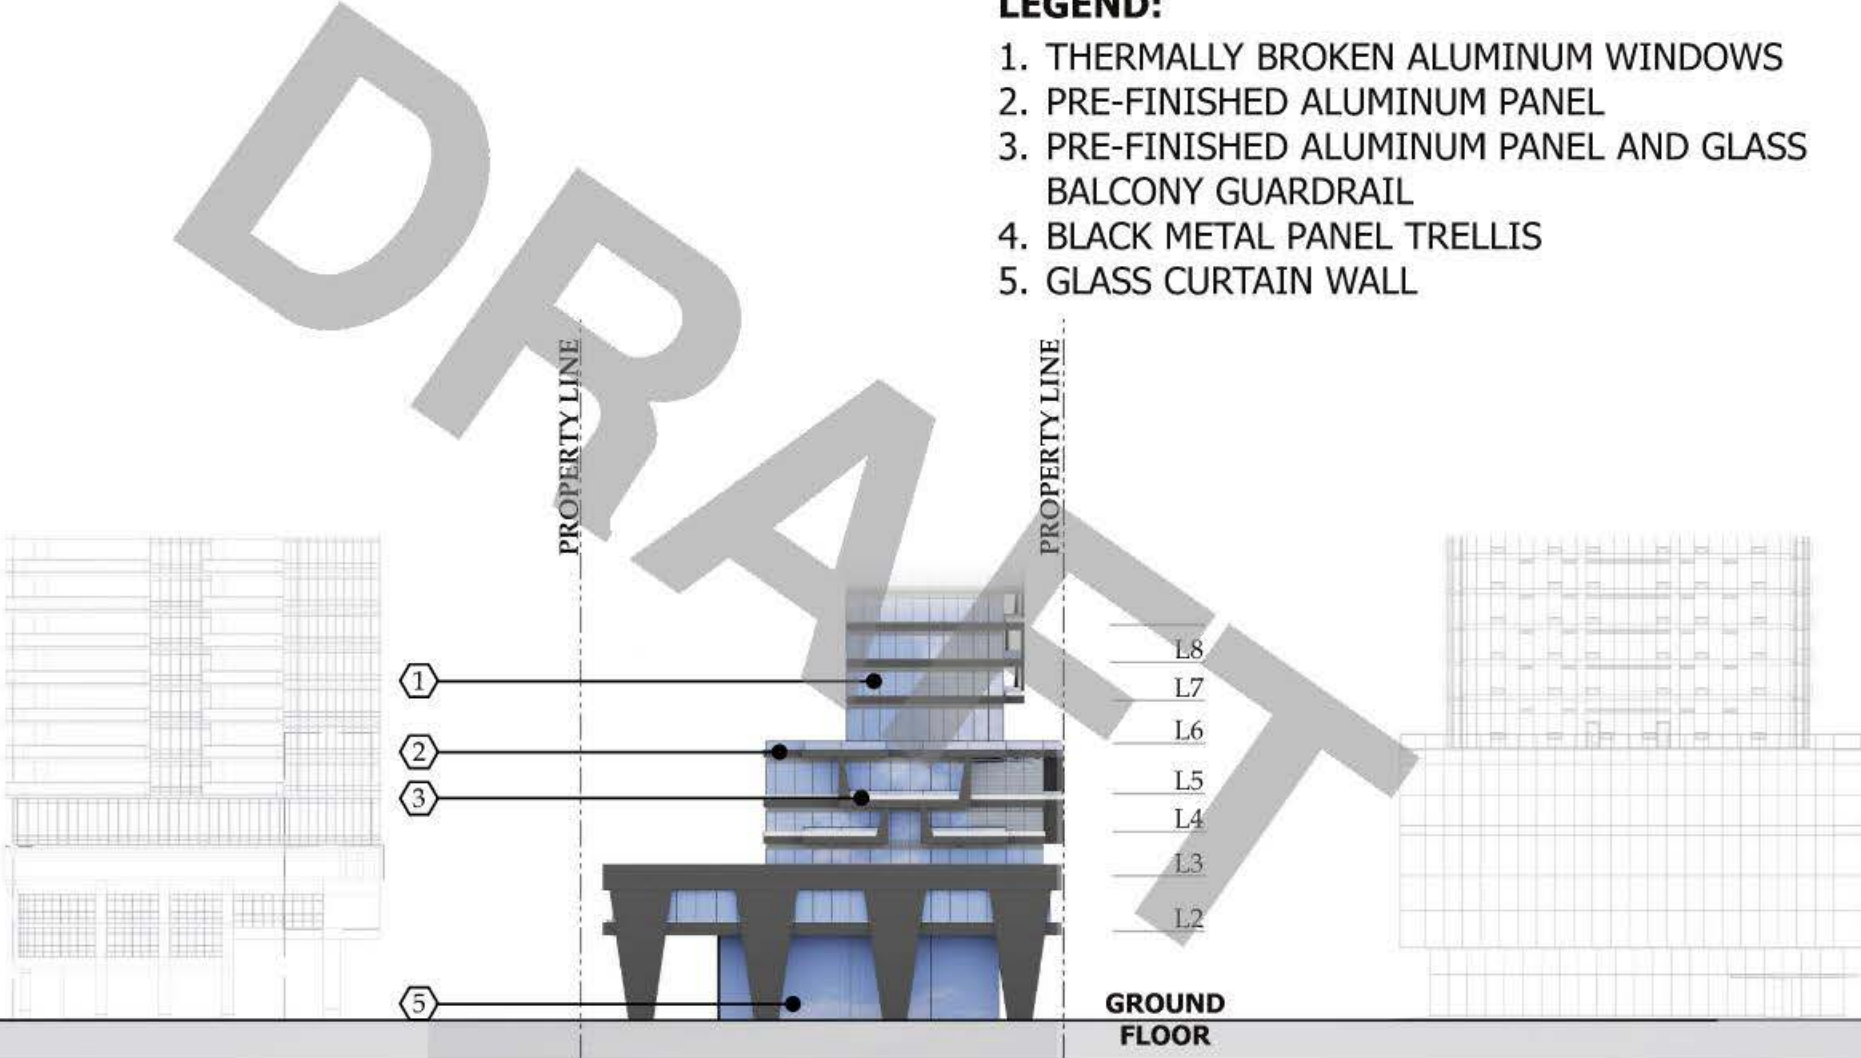 LEGEND:
1. THERMALLY BROKEN ALUMINUM WINDOWS
2. PRE-FINISHED ALUMINUM PANEL
3. PRE-FINISHED ALUMINUM PANEL AND GLASS
BALCONY GUARDRAIL
4. BLACK METAL PANEL TRELLIS
5. GLASS CURTAIN WALL
DRAFT
PROPERTY LINE
PROPERTY LINE
L8
1
L7
L6
2
L5
3
L4
L3
L2
5
GROUND
FLOOR